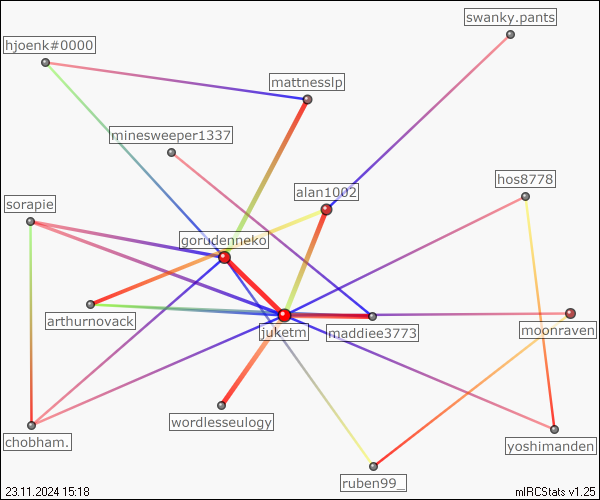 swanky.pants
hjoenk#0000
mattnesslp
minesweeper1337
hos8778
alan1002
sorapie
gorudenneko
arthurnovack
juketm
maddiee3773
moonraven
wordlesseulogy
chobham.
yoshimanden
ruben99_
23.11.2024 15:18
mIRCStats v1.25